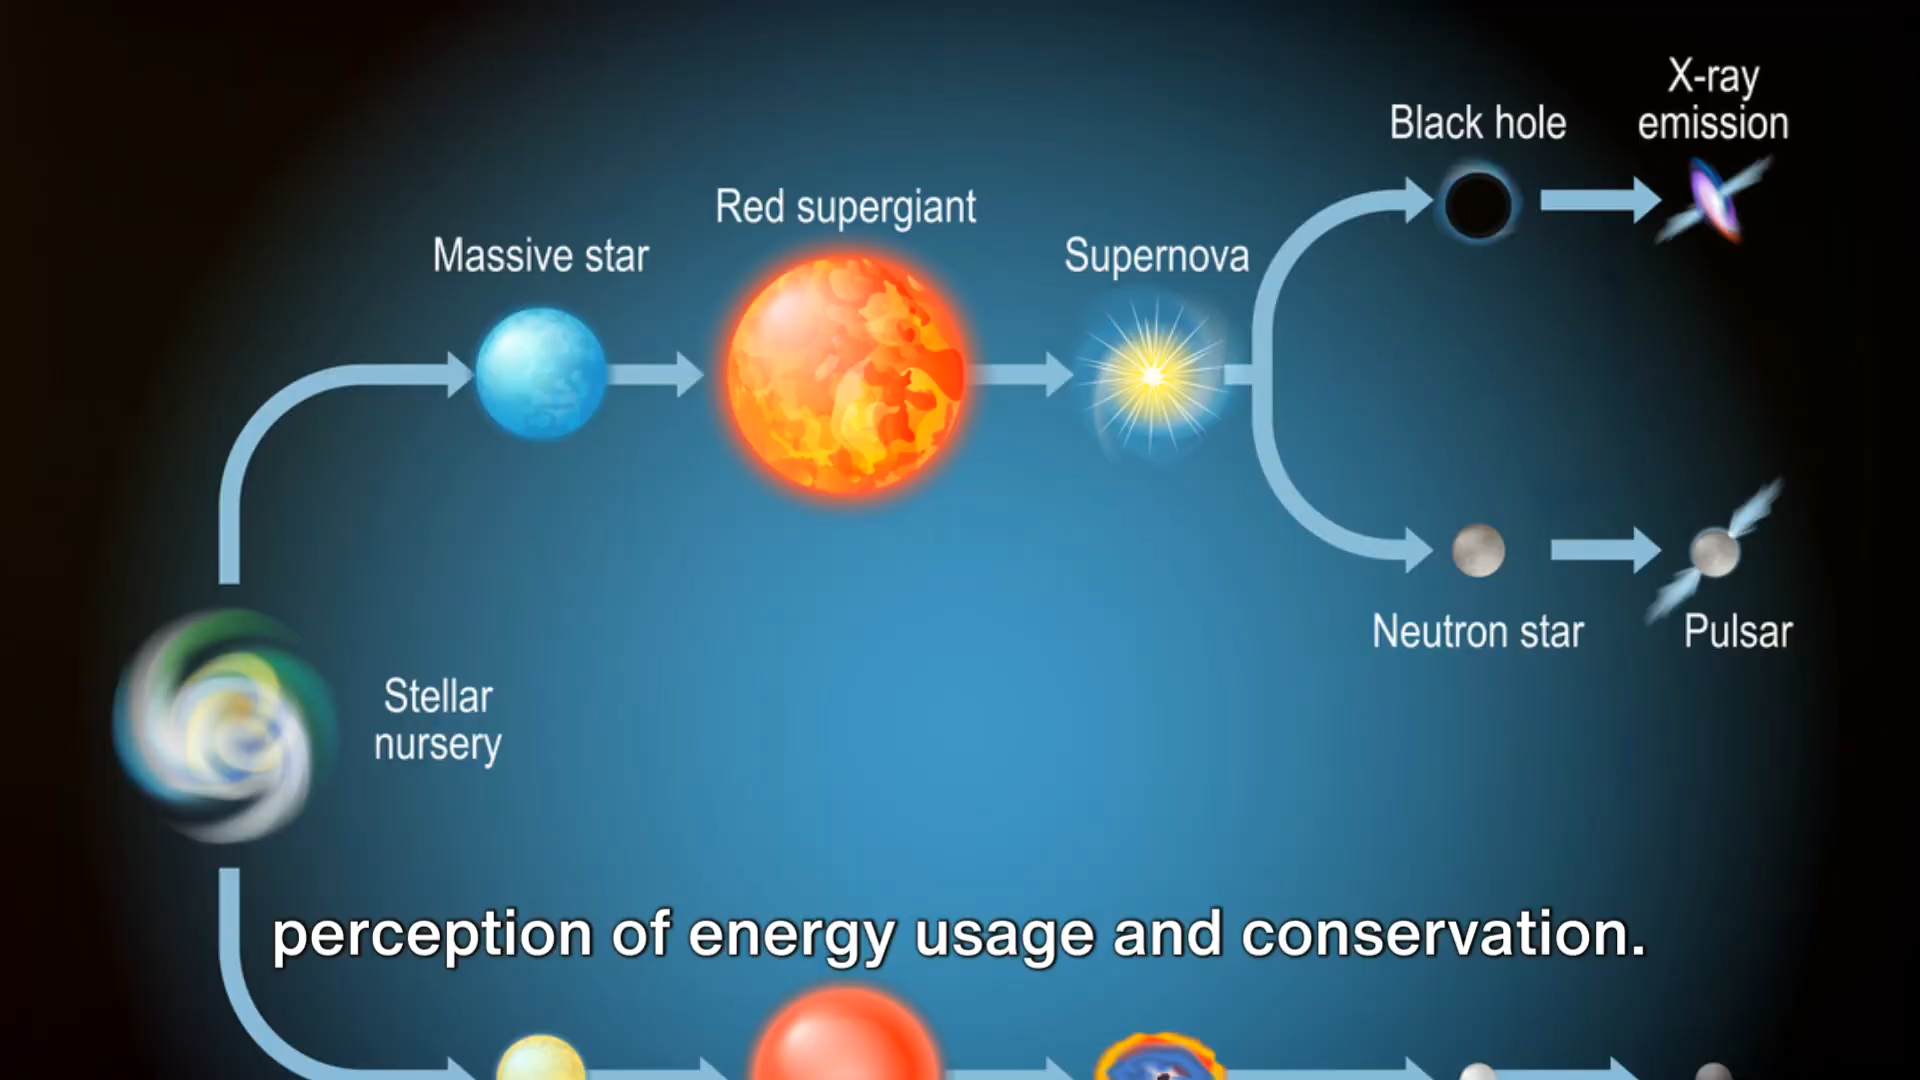 X-ray
emission
Black hole
Red supergiant
Massive star
Supernova
Neutron star
Pulsar
Stellar
nursery
perception of energy usage and conservation.